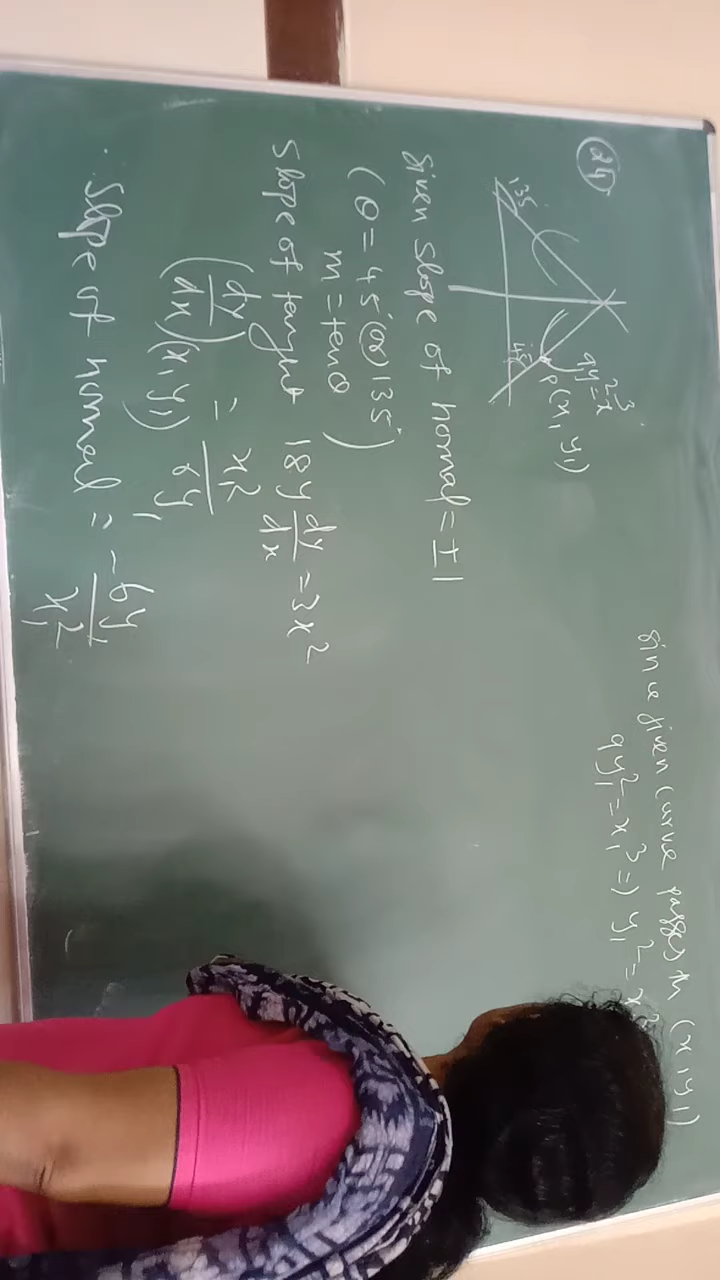 24
9y²=x³
P(x₁ y₁)
135°
45°
Given slope of normal = ±1
(θ = 45° (or) 135°)
m = tanθ
Slope of tangent 18y dy/dx = 3x²
(dy/dx)(x₁ y₁) = x₁²/6y₁
∴ Slope of normal = -6y₁/x₁²
Since given curve passes th (x₁, y₁)
9y₁² = x₁³ => y₁² =